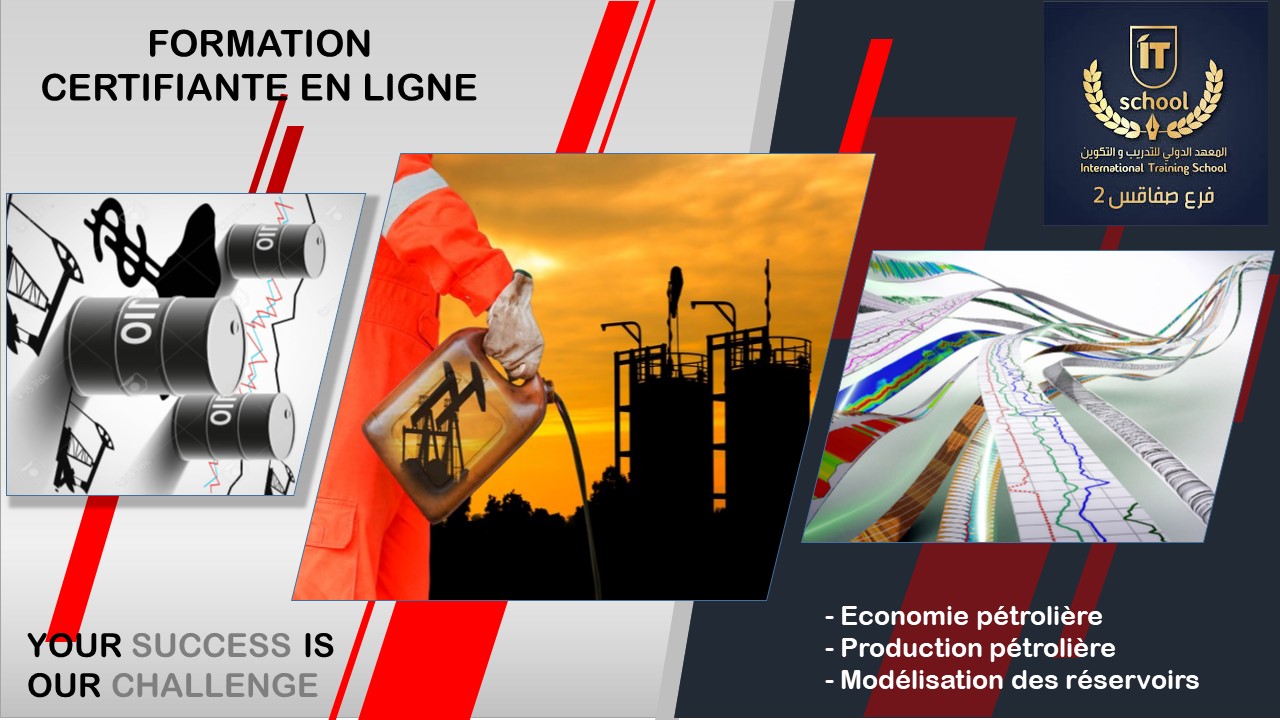 FORMATION
CERTIFIANTE EN LIGNE
IT
school
المعهد الدولي للتدريب و التكوين
International Training School
فرع صفاقس 2
OIL
OIL
OIL
YOUR SUCCESS IS
OUR CHALLENGE
- Economie pétrolière
- Production pétrolière
- Modélisation des réservoirs